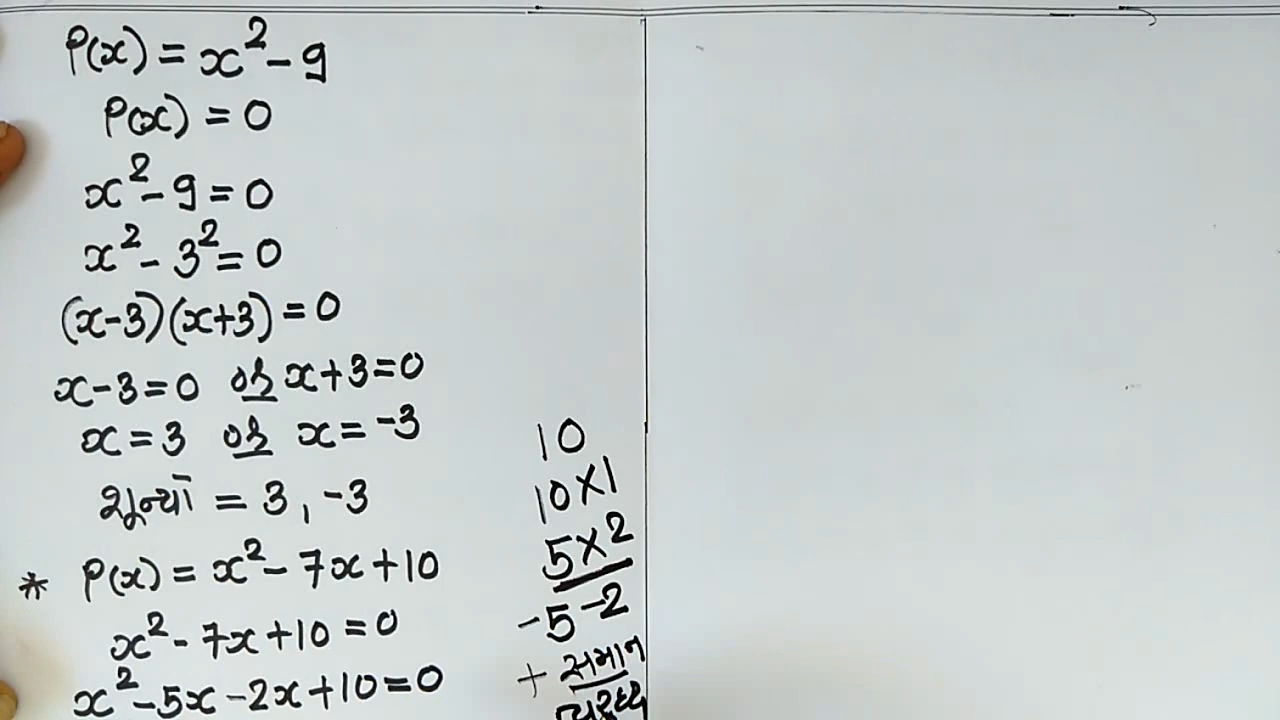 P(x) = x² - 9
P(x) = 0
x² - 9 = 0
x² - 3² = 0
(x-3)(x+3) = 0
x-3=0 or x+3=0
x = 3 or x = -3
શૂન્યો = 3, -3
* P(x) = x² - 7x + 10
x² - 7x + 10 = 0
x² - 5x - 2x + 10 = 0
10
10 × 1
5 × 2
-5 -2
+ સમાન